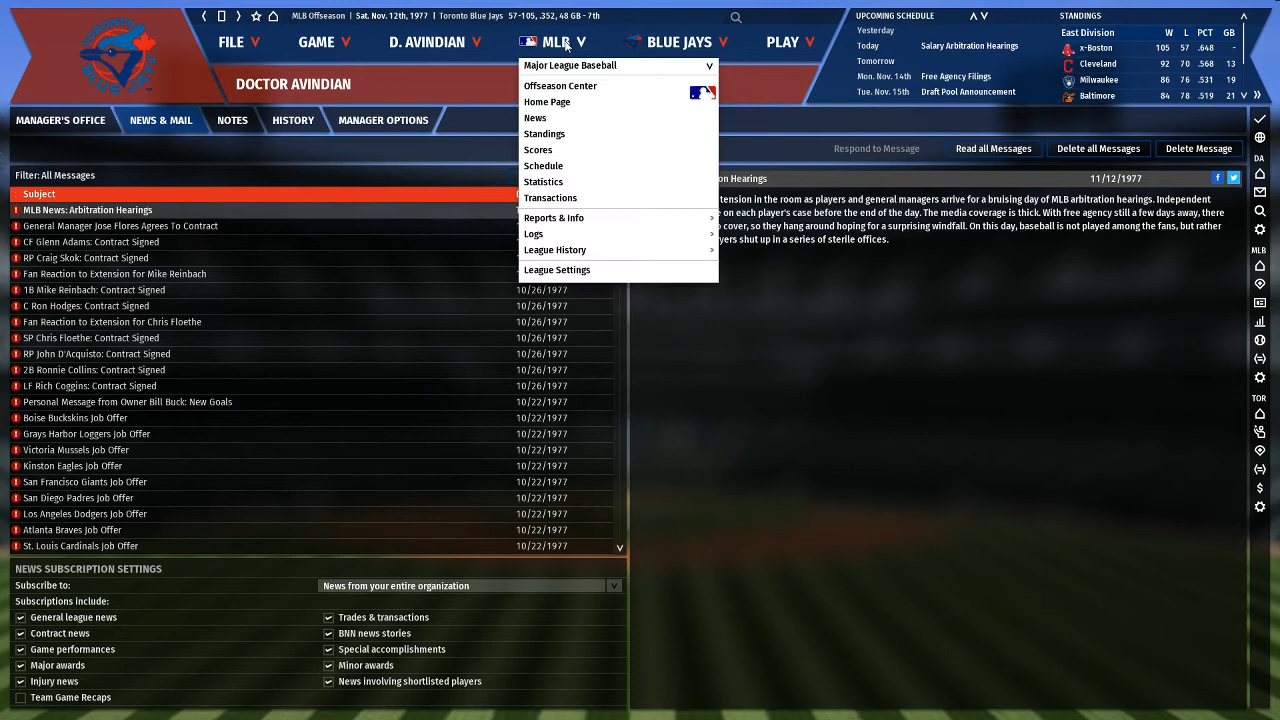 MLB Offseason | Sat. Nov. 12th, 1977 | Toronto Blue Jays 57-105, .352, 48 GB - 7th
FILE GAME D. AVINDIAN MLB BLUE JAYS PLAY
DOCTOR AVINDIAN
UPCOMING SCHEDULE
Yesterday
Today Salary Arbitration Hearings
Tomorrow
Mon. Nov. 14th Free Agency Filings
Tue. Nov. 15th Draft Pool Announcement
STANDINGS
East Division W L PCT GB
x-Boston 105 57 .648 -
Cleveland 92 70 .568 13
Milwaukee 86 76 .531 19
Baltimore 84 78 .519 21
MANAGER'S OFFICE NEWS & MAIL NOTES HISTORY MANAGER OPTIONS
Major League Baseball
Offseason Center
Home Page
News
Standings
Scores
Schedule
Statistics
Transactions
Reports & Info
Logs
League History
League Settings
Respond to Message Read all Messages Delete all Messages Delete Message
Filter: All Messages
Subject
MLB News: Arbitration Hearings
General Manager Jose Flores Agrees To Contract
CF Glenn Adams: Contract Signed
RP Craig Skok: Contract Signed
Fan Reaction to Extension for Mike Reinbach
1B Mike Reinbach: Contract Signed 10/26/1977
C Ron Hodges: Contract Signed 10/26/1977
Fan Reaction to Extension for Chris Floethe 10/26/1977
SP Chris Floethe: Contract Signed 10/26/1977
RP John D'Acquisto: Contract Signed 10/26/1977
2B Ronnie Collins: Contract Signed 10/26/1977
LF Rich Coggins: Contract Signed 10/26/1977
Personal Message from Owner Bill Buck: New Goals 10/22/1977
Boise Buckskins Job Offer 10/22/1977
Grays Harbor Loggers Job Offer 10/22/1977
Victoria Mussels Job Offer 10/22/1977
Kinston Eagles Job Offer 10/22/1977
San Francisco Giants Job Offer 10/22/1977
San Diego Padres Job Offer 10/22/1977
Los Angeles Dodgers Job Offer 10/22/1977
Atlanta Braves Job Offer 10/22/1977
St. Louis Cardinals Job Offer 10/22/1977
Hearings 11/12/1977
tension in the room as players and general managers arrive for a bruising day of MLB arbitration hearings. Independent
on each player's case before the end of the day. The media coverage is thick. With free agency still a few days away, there
cover, so they hang around hoping for a surprising windfall. On this day, baseball is not played among the fans, but rather
shut up in a series of sterile offices.
NEWS SUBSCRIPTION SETTINGS
Subscribe to: News from your entire organization
Subscriptions include:
General league news Trades & transactions
Contract news BNN news stories
Game performances Special accomplishments
Major awards Minor awards
Injury news News involving shortlisted players
Team Game Recaps
DA
MLB
TOR